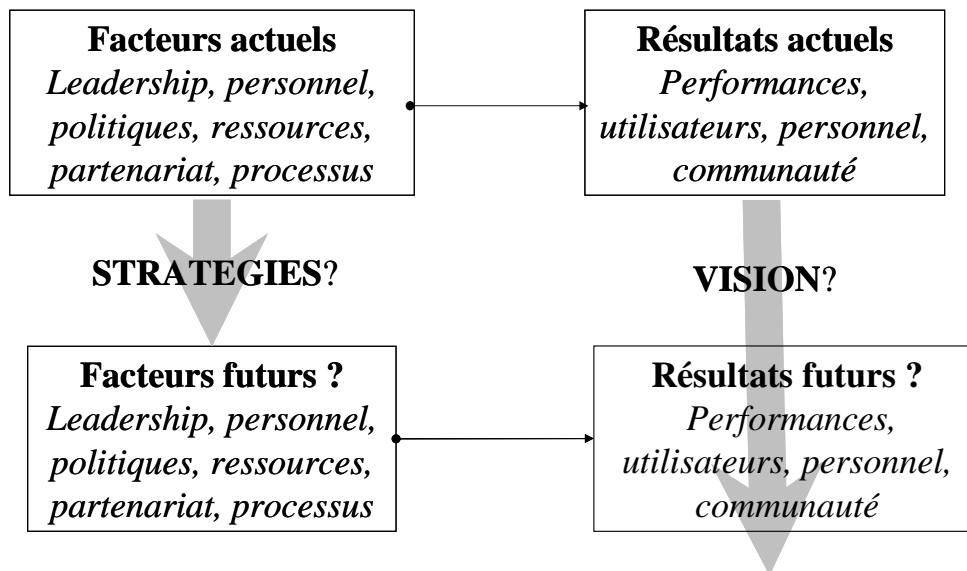 Facteurs actuels
Leadership, personnel,
politiques, ressources,
partenariat, processus
Résultats actuels
Performances,
utilisateurs, personnel,
communauté
STRATEGIES?
VISION?
Facteurs futurs ?
Leadership, personnel,
politiques, ressources,
partenariat, processus
Résultats futurs ?
Performances,
utilisateurs, personnel,
communauté